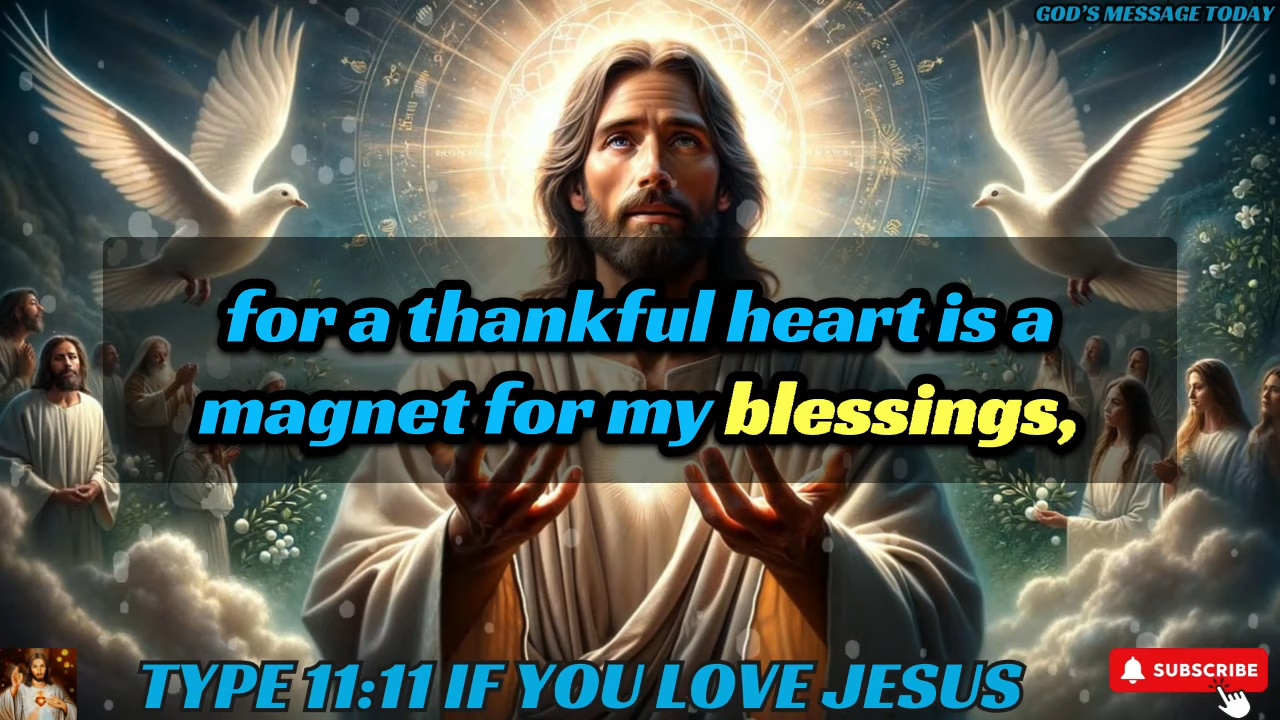 GOD'S MESSAGE TODAY
for a thankful heart is a
magnet for my blessings,
TYPE 11:11 IF YOU LOVE JESUS
SUBSCRIBE